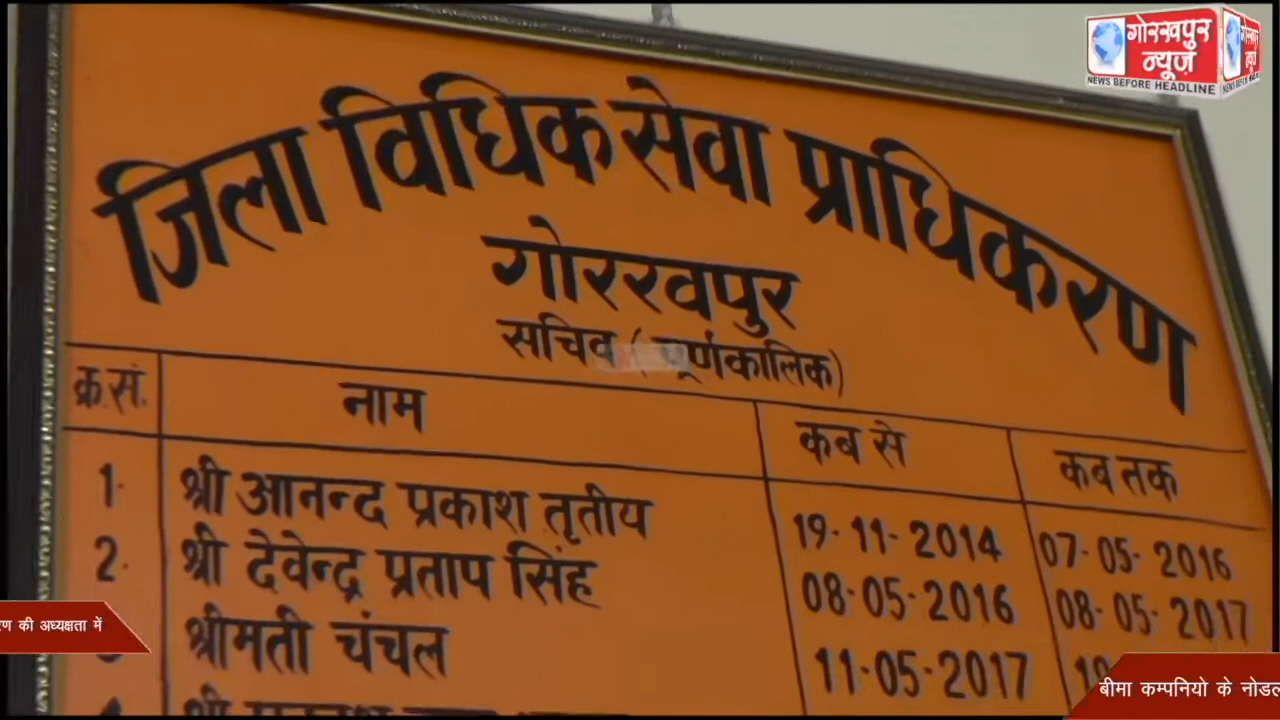 गोरखपुर
न्यूज़
NEWS BEFORE HEADLINE
जिला विधिक सेवा प्राधिकरण
गोरखपुर
सचिव (पूर्णकालिक)
क्र.सं. नाम कब से कब तक
1. श्री आनन्द प्रकाश तृतीय 19-11-2014 07-05-2016
2. श्री देवेन्द्र प्रताप सिंह 08-05-2016 08-05-2017
श्रीमती चंचल 11-05-2017
श्री
की अध्यक्षता में
बीमा कम्पनियो के